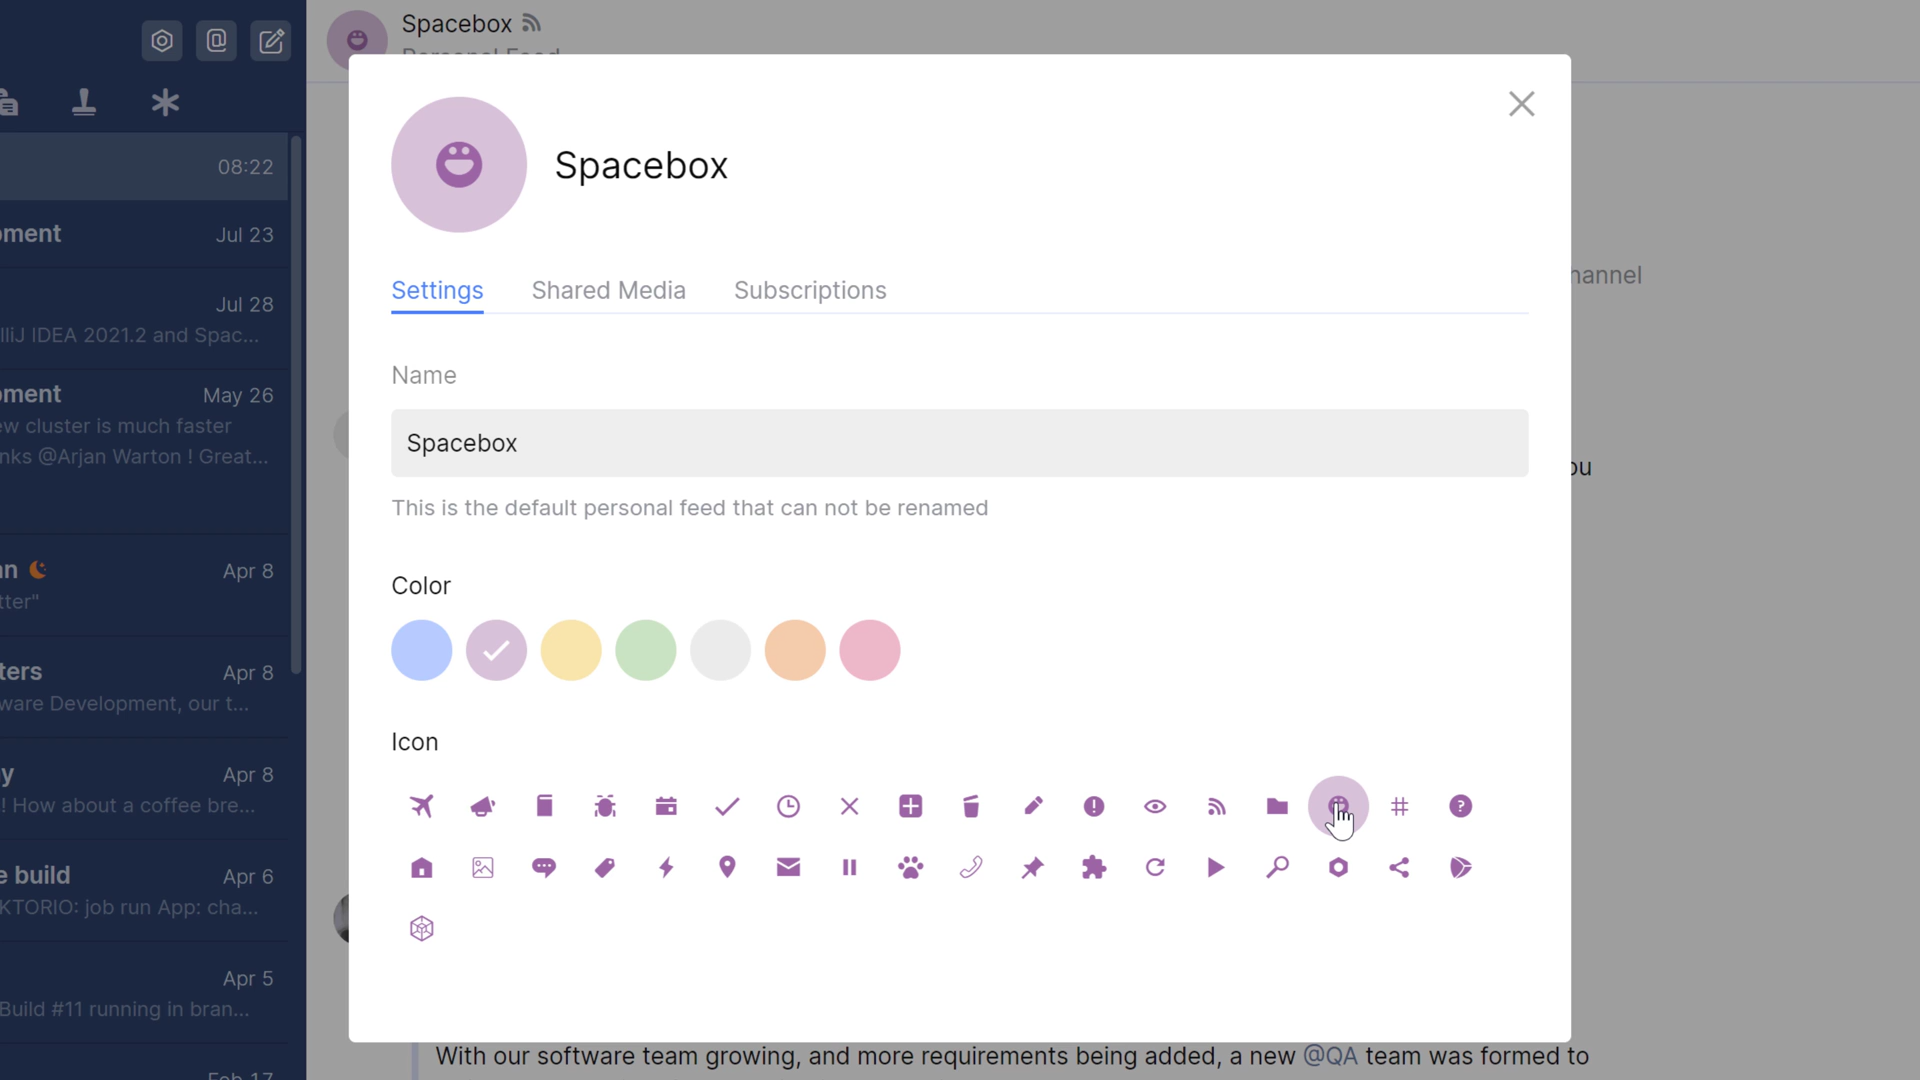 Spacebox
08:22
oment
Jul 23
Jul 28
lliJ IDEA 2021.2 and Spac...
oment
May 26
ew cluster is much faster
nks @Arjan Warton ! Great...
an
Apr 8
tter"
ters
Apr 8
ware Development, our t...
y
Apr 8
! How about a coffee bre...
e build
Apr 6
KTORIO: job run App: cha...
Apr 5
Build #11 running in bran...
Spacebox
Settings
Shared Media
Subscriptions
Name
Spacebox
This is the default personal feed that can not be renamed
Color
Icon
hannel
ou
With our software team growing, and more requirements being added, a new @QA team was formed to